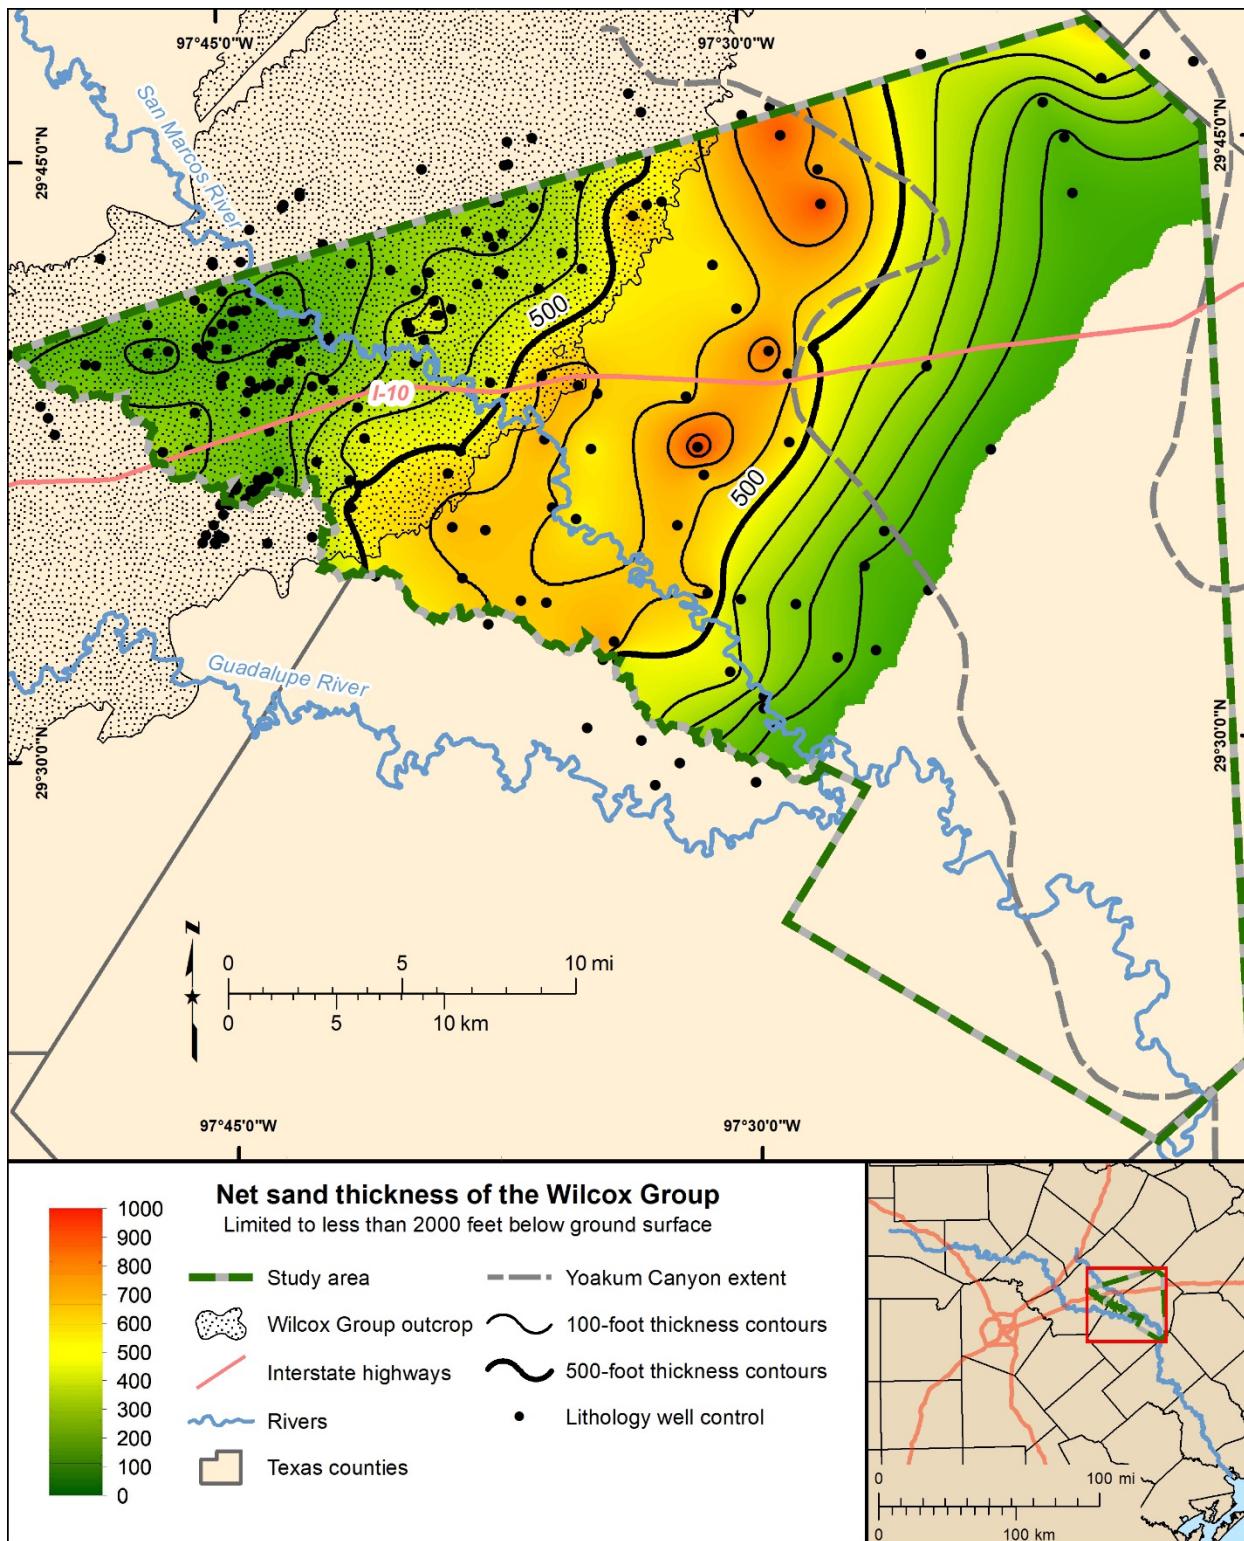 97°45'0"W
97°30'0"W
San Marcos River
29°45'0"N
29°45'0"N
500
I-10
500
Guadalupe River
29°30'0"N
29°30'0"N
N
0 5 10 mi
0 5 10 km
97°45'0"W
97°30'0"W
Net sand thickness of the Wilcox Group
Limited to less than 2000 feet below ground surface
1000
900
800
700
600
500
400
300
200
100
0
Study area
Wilcox Group outcrop
Interstate highways
Rivers
Texas counties
Yoakum Canyon extent
100-foot thickness contours
500-foot thickness contours
Lithology well control
0 100 mi
0 100 km